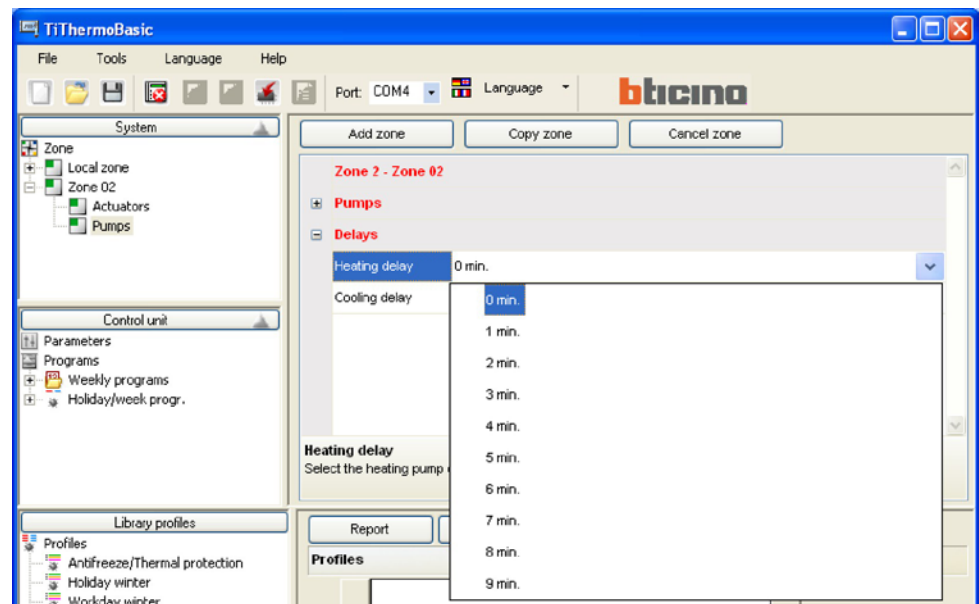 TiThermoBasic
File Tools Language Help
Port: COM4 Language bticino
System
Zone
Local zone
Zone 02
Actuators
Pumps
Control unit
Parameters
Programs
Weekly programs
Holiday/week progr.
Library profiles
Profiles
Antifreeze/Thermal protection
Holiday winter
Workday winter
Add zone Copy zone Cancel zone
Zone 2 - Zone 02
Pumps
Delays
Heating delay 0 min.
Cooling delay
0 min.
1 min.
2 min.
3 min.
4 min.
5 min.
6 min.
7 min.
8 min.
9 min.
Heating delay
Select the heating pump
Report
Profiles